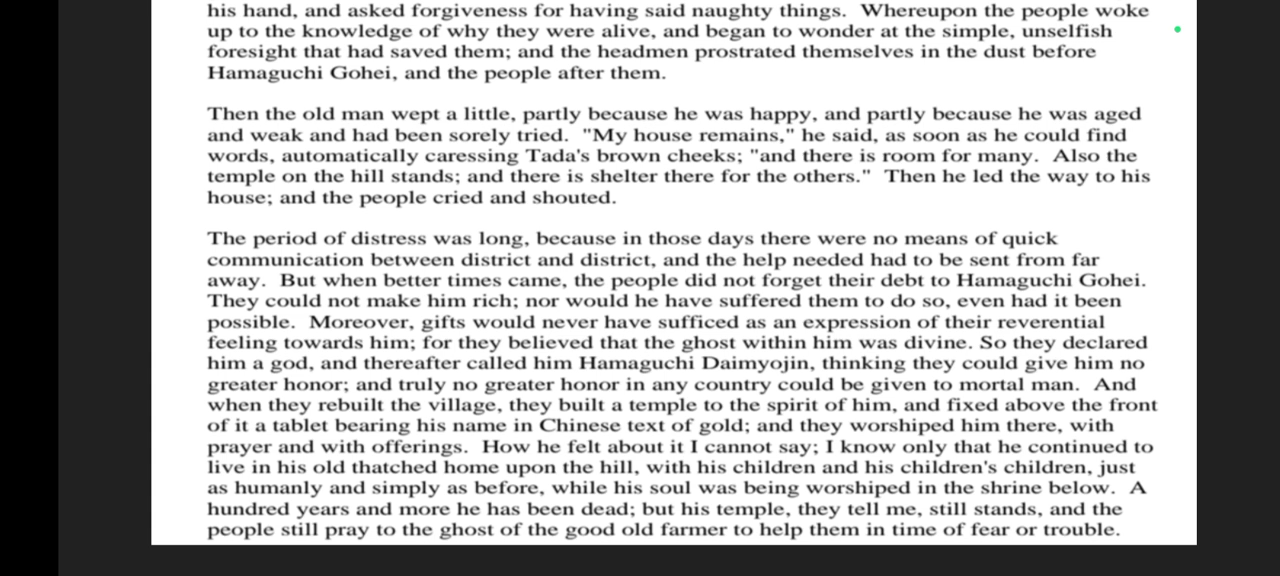 his hand, and asked forgiveness for having said naughty things.  Whereupon the people woke
up to the knowledge of why they were alive, and began to wonder at the simple, unselfish
foresight that had saved them; and the headmen prostrated themselves in the dust before
Hamaguchi Gohei, and the people after them.

Then the old man wept a little, partly because he was happy, and partly because he was aged
and weak and had been sorely tried.  "My house remains," he said, as soon as he could find
words, automatically caressing Tada's brown cheeks; "and there is room for many.  Also the
temple on the hill stands; and there is shelter there for the others."  Then he led the way to his
house; and the people cried and shouted.

The period of distress was long, because in those days there were no means of quick
communication between district and district, and the help needed had to be sent from far
away.  But when better times came, the people did not forget their debt to Hamaguchi Gohei.
They could not make him rich; nor would he have suffered them to do so, even had it been
possible.  Moreover, gifts would never have sufficed as an expression of their reverential
feeling towards him; for they believed that the ghost within him was divine. So they declared
him a god, and thereafter called him Hamaguchi Daimyojin, thinking they could give him no
greater honor; and truly no greater honor in any country could be given to mortal man.  And
when they rebuilt the village, they built a temple to the spirit of him, and fixed above the front
of it a tablet bearing his name in Chinese text of gold; and they worshiped him there, with
prayer and with offerings.  How he felt about it I cannot say; I know only that he continued to
live in his old thatched home upon the hill, with his children and his children's children, just
as humanly and simply as before, while his soul was being worshiped in the shrine below.  A
hundred years and more he has been dead; but his temple, they tell me, still stands, and the
people still pray to the ghost of the good old farmer to help them in time of fear or trouble.